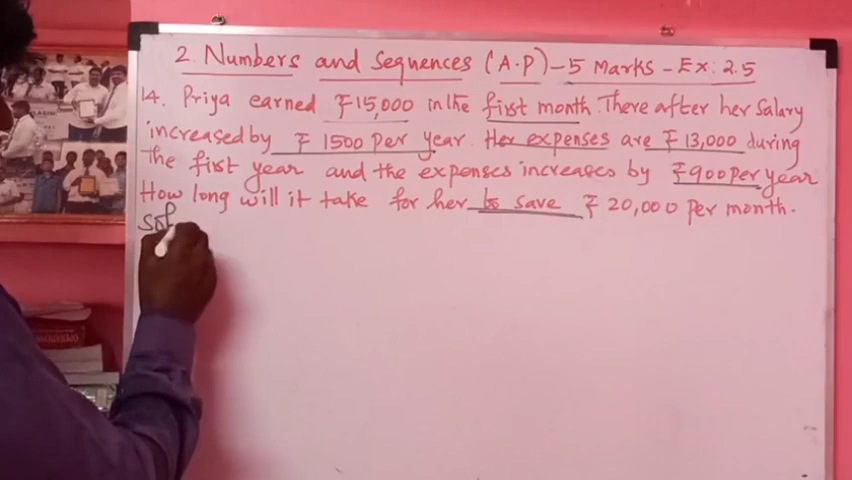 2. Numbers and Sequences (A.P) - 5 Marks - Ex: 2.5
14. Priya earned ₹15,000 in the first month. There after her Salary
increased by ₹ 1500 per year. Her expenses are ₹ 13,000 during
the first year and the expenses increases by ₹900 per year
How long will it take for her to save ₹ 20,000 per month.
Sol